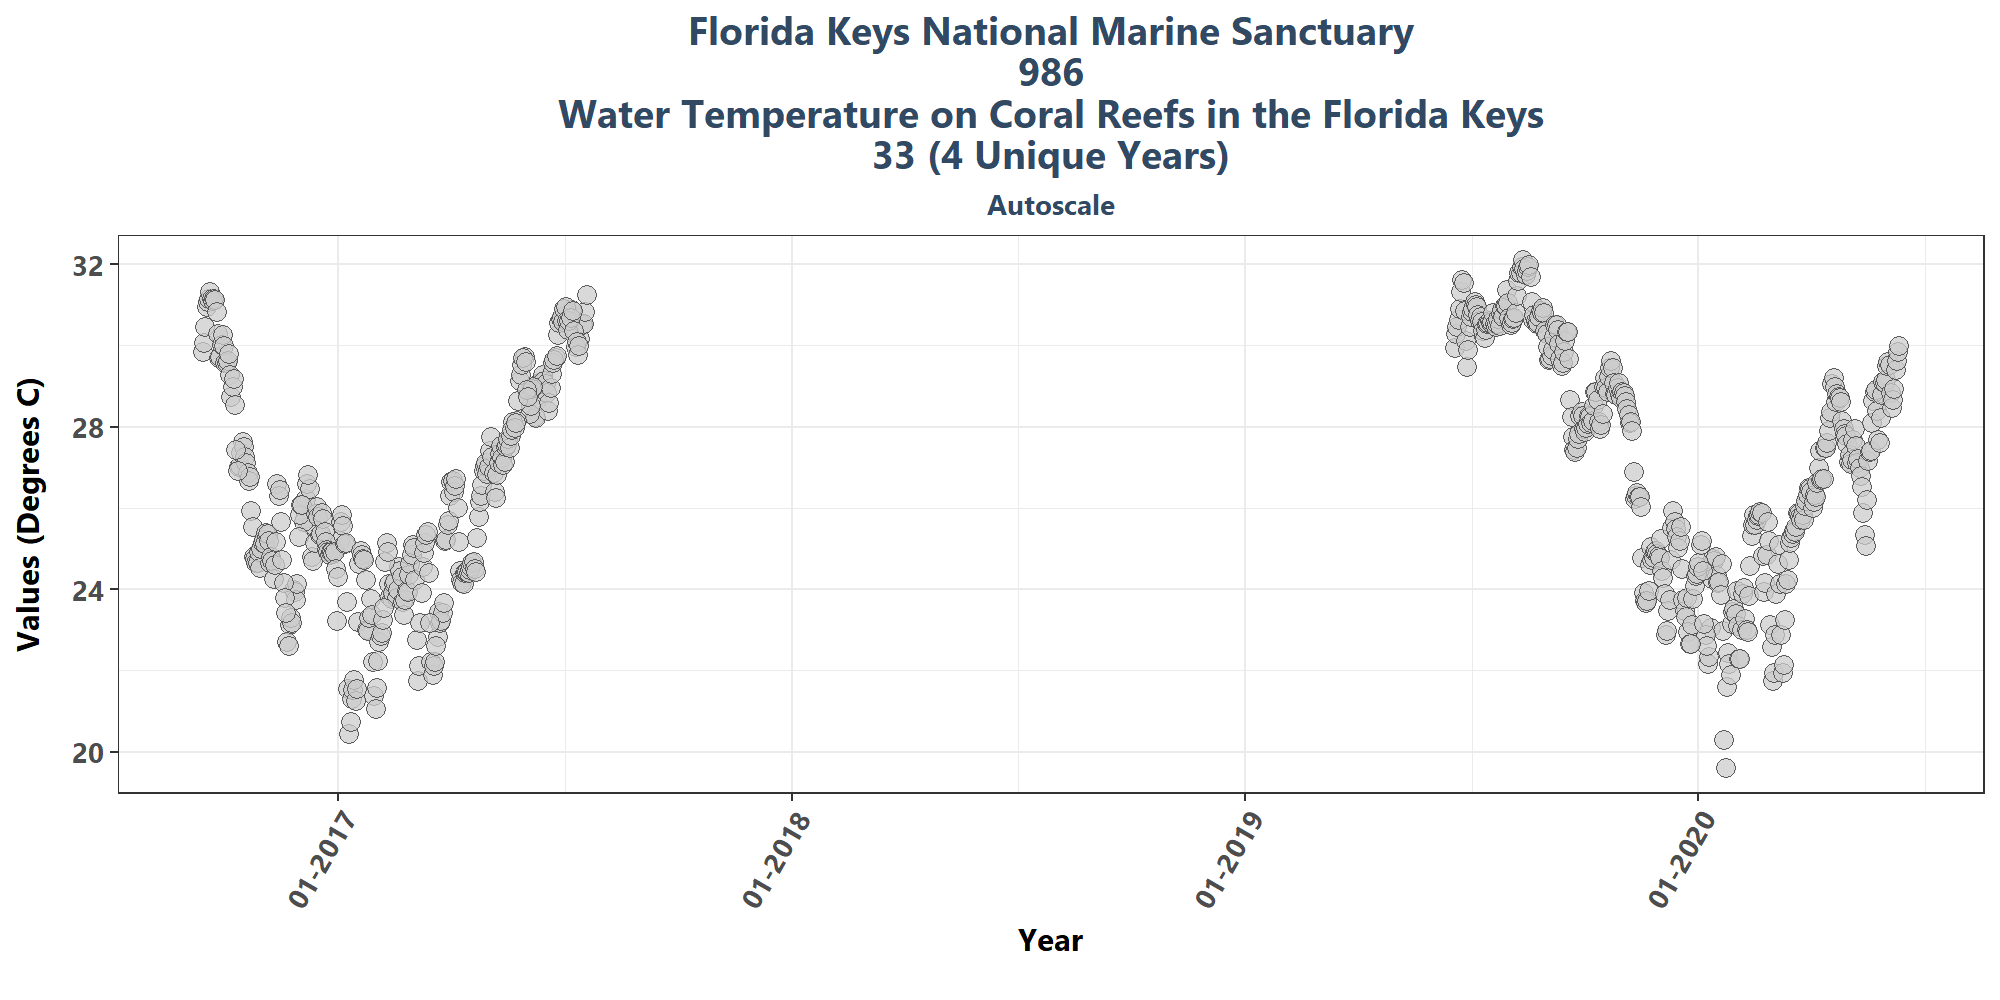 Florida Keys National Marine Sanctuary
986
Water Temperature on Coral Reefs in the Florida Keys
33 (4 Unique Years)
Autoscale
Values (Degrees C)
32
28
24
20
01-2017
01-2018
01-2019
01-2020
Year